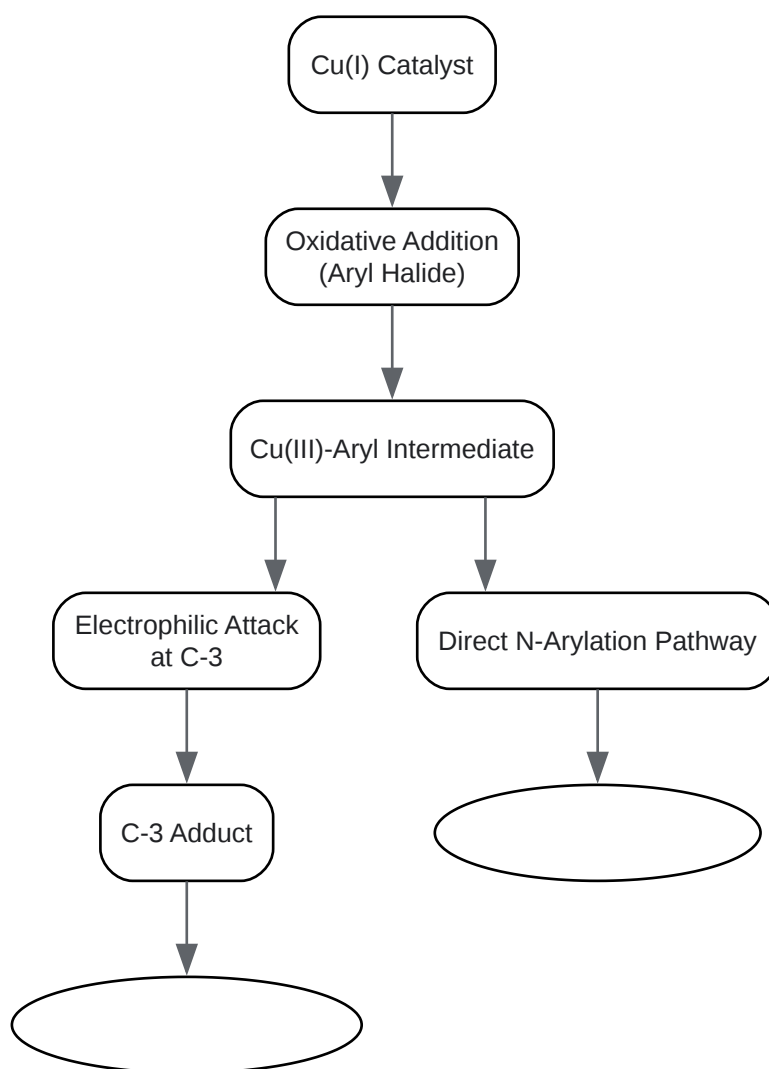 Cu(I) Catalyst
Oxidative Addition
(Aryl Halide)
Cu(III)-Aryl Intermediate
Electrophilic Attack
at C-3
Direct N-Arylation Pathway
C-3 Adduct